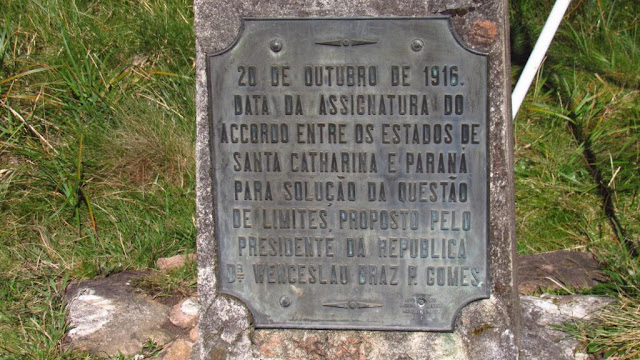 20 DE OUTUBRO DE 1916.
DATA DA ASSIGNATURA DO
ACCORDO ENTRE OS ESTADOS DE
SANTA CATHARINA E PARANÁ
PARA SOLUÇÃO DA QUESTÃO
DE LIMITES, PROPOSTO PELO
PRESIDENTE DA REPUBLICA
DR. WENCESLAU BRAZ P. GOMES